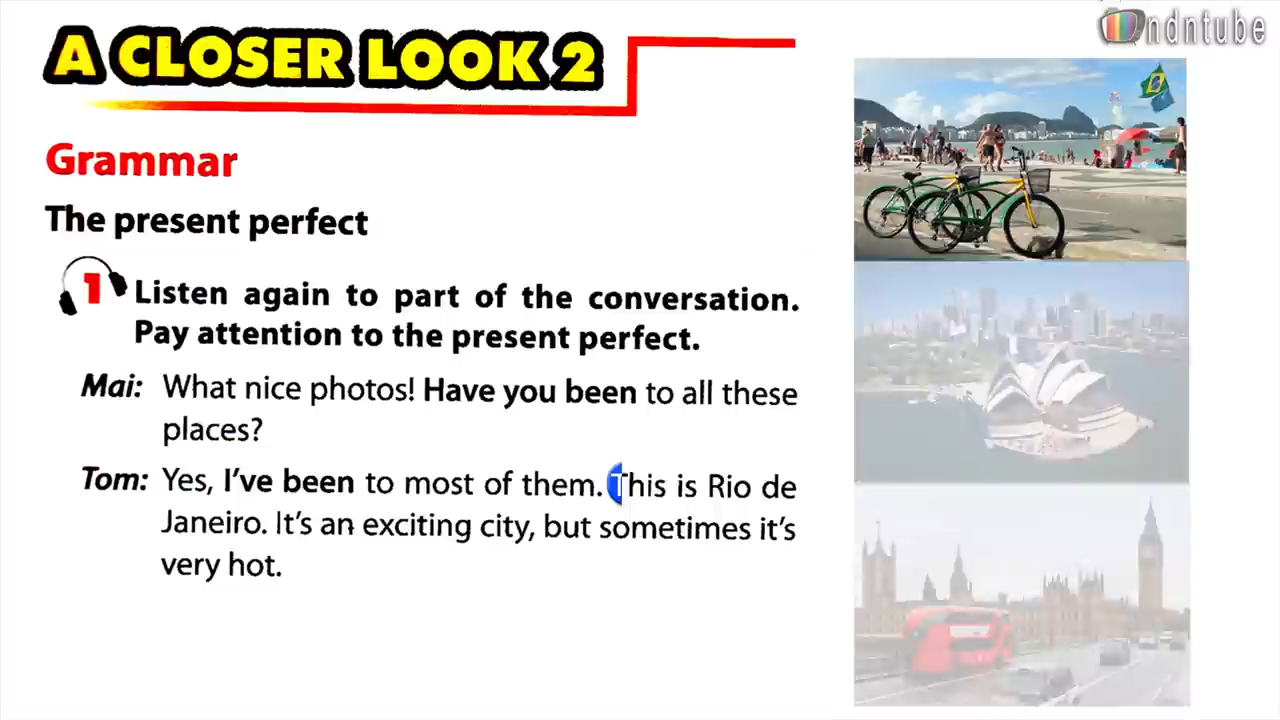 ndntube
A CLOSER LOOK 2
Grammar
The present perfect
1 Listen again to part of the conversation.
Pay attention to the present perfect.
Mai: What nice photos! Have you been to all these
places?
Tom: Yes, I've been to most of them. This is Rio de
Janeiro. It's an exciting city, but sometimes it's
very hot.